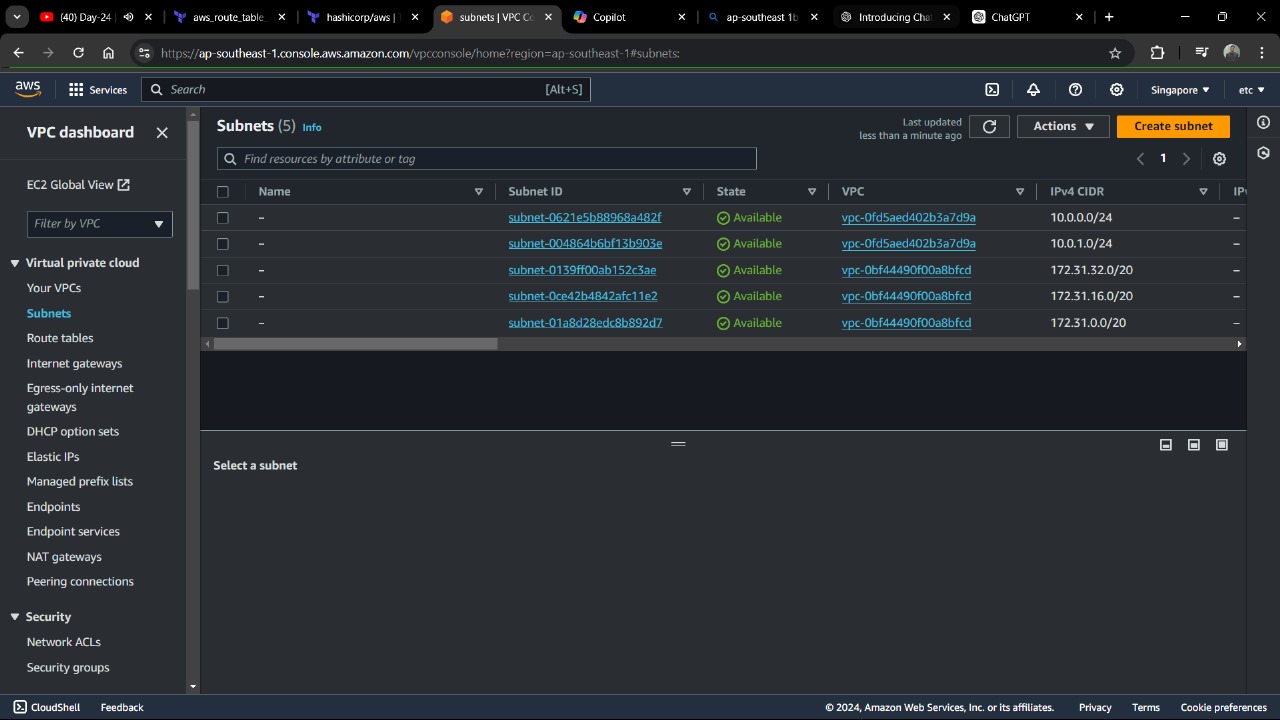 (40) Day-24
aws_route_table
hashicorp/aws |
subnets | VPC Co
Copilot
ap-southeast 1b
Introducing Cha
ChatGPT
https://ap-southeast-1.console.aws.amazon.com/vpcconsole/home?region=ap-southeast-1#subnets:
aws
Services
Search
[Alt+S]
Singapore
etc
VPC dashboard
EC2 Global View
Filter by VPC
Virtual private cloud
Your VPCs
Subnets
Route tables
Internet gateways
Egress-only internet
gateways
DHCP option sets
Elastic IPs
Managed prefix lists
Endpoints
Endpoint services
NAT gateways
Peering connections
Security
Network ACLs
Security groups
Subnets (5) Info
Last updated
less than a minute ago
Actions
Create subnet
Find resources by attribute or tag
1
Name Subnet ID State VPC IPv4 CIDR IPv
– subnet-0621e5b88968a482f Available vpc-0fd5aed402b3a7d9a 10.0.0.0/24 –
– subnet-004864b6bf13b903e Available vpc-0fd5aed402b3a7d9a 10.0.1.0/24 –
– subnet-0139ff00ab152c3ae Available vpc-0bf44490f00a8bfcd 172.31.32.0/20 –
– subnet-0ce42b4842afc11e2 Available vpc-0bf44490f00a8bfcd 172.31.16.0/20 –
– subnet-01a8d28edc8b892d7 Available vpc-0bf44490f00a8bfcd 172.31.0.0/20 –
Select a subnet
CloudShell
Feedback
© 2024, Amazon Web Services, Inc. or its affiliates.
Privacy
Terms
Cookie preferences